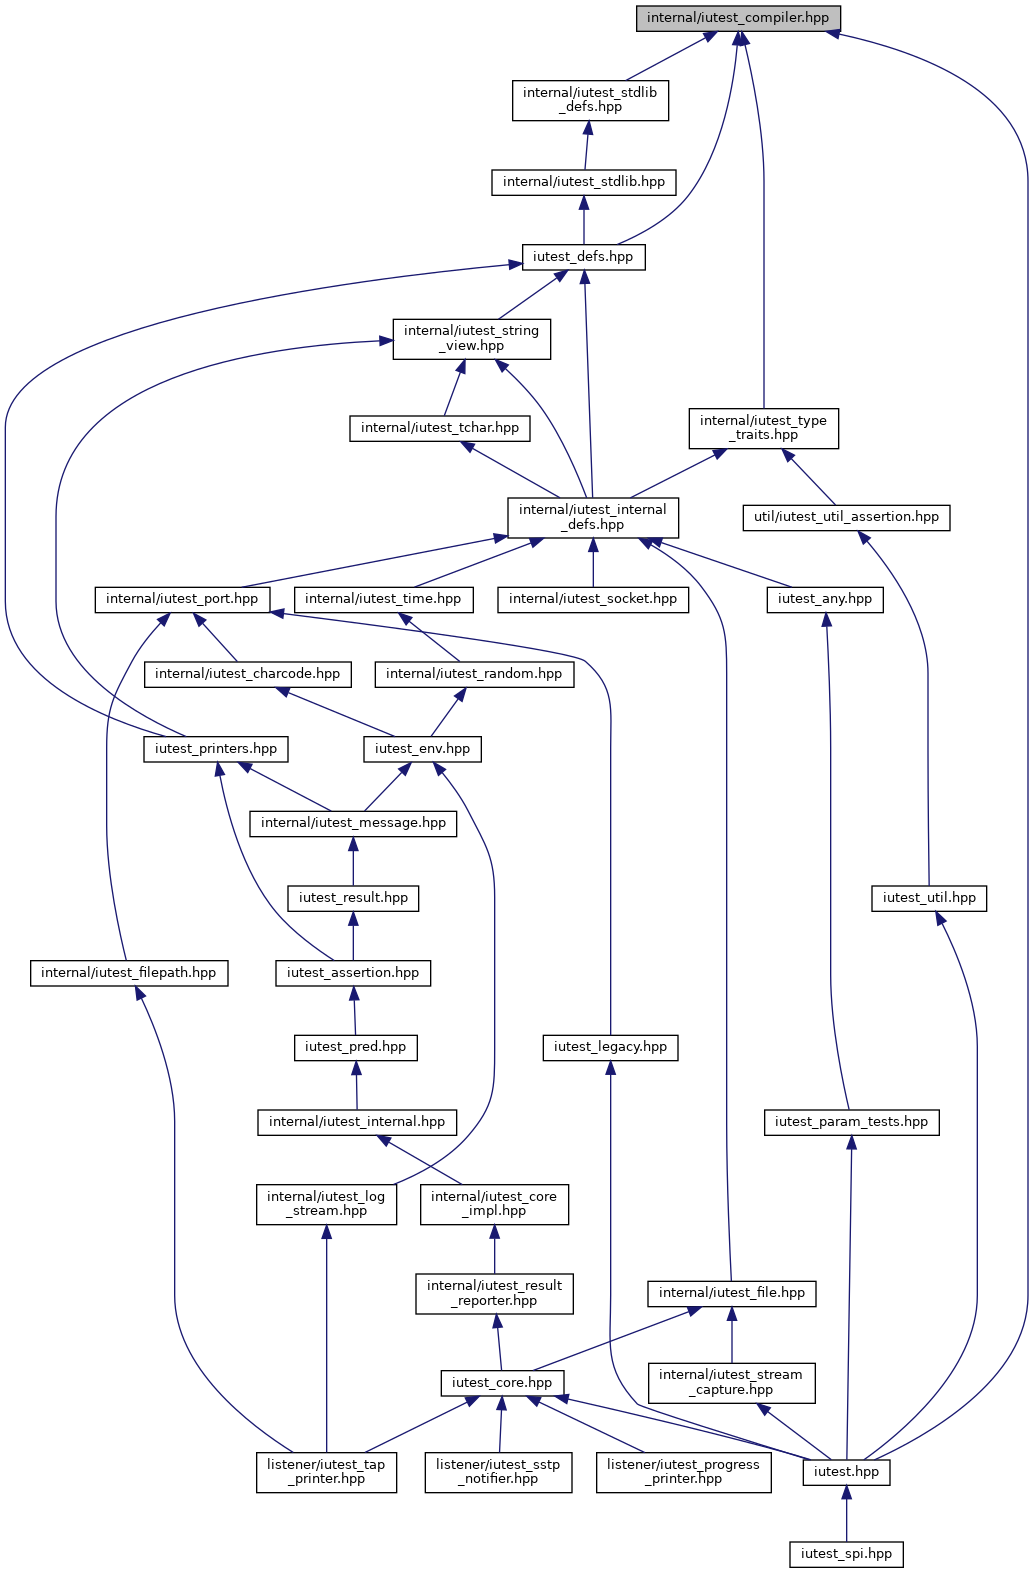 internal/iutest_compiler.hpp
internal/iutest_stdlib
_defs.hpp
internal/iutest_stdlib.hpp
iutest_defs.hpp
internal/iutest_string
_view.hpp
internal/iutest_tchar.hpp
internal/iutest_type
_traits.hpp
internal/iutest_internal
_defs.hpp
util/iutest_util_assertion.hpp
internal/iutest_port.hpp
internal/iutest_time.hpp
internal/iutest_socket.hpp
iutest_any.hpp
internal/iutest_charcode.hpp
internal/iutest_random.hpp
iutest_printers.hpp
iutest_env.hpp
internal/iutest_message.hpp
iutest_result.hpp
iutest_util.hpp
internal/iutest_filepath.hpp
iutest_assertion.hpp
iutest_pred.hpp
iutest_legacy.hpp
internal/iutest_internal.hpp
iutest_param_tests.hpp
internal/iutest_log
_stream.hpp
internal/iutest_core
_impl.hpp
internal/iutest_result
_reporter.hpp
internal/iutest_file.hpp
iutest_core.hpp
internal/iutest_stream
_capture.hpp
listener/iutest_tap
_printer.hpp
listener/iutest_sstp
_notifier.hpp
listener/iutest_progress
_printer.hpp
iutest.hpp
iutest_spi.hpp